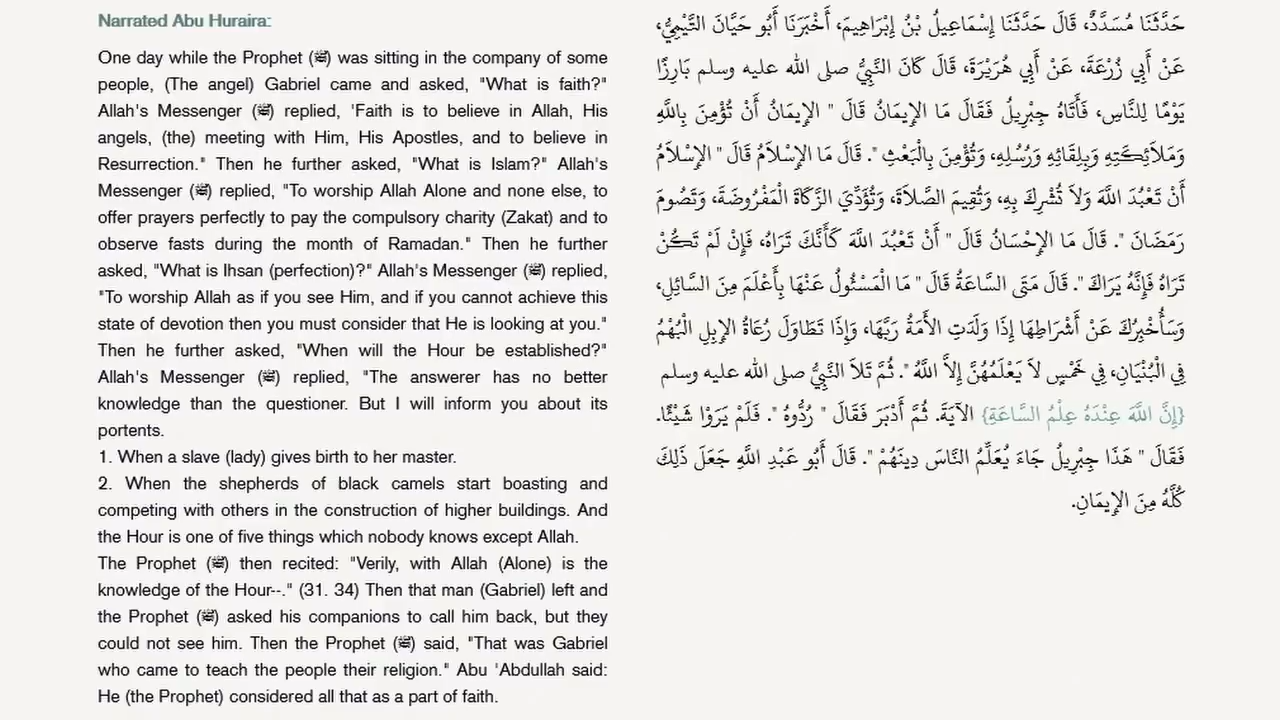 Narrated Abu Huraira:
One day while the Prophet (ﷺ) was sitting in the company of some
people, (The angel) Gabriel came and asked, "What is faith?"
Allah's Messenger (ﷺ) replied, 'Faith is to believe in Allah, His
angels, (the) meeting with Him, His Apostles, and to believe in
Resurrection." Then he further asked, "What is Islam?" Allah's
Messenger (ﷺ) replied, "To worship Allah Alone and none else, to
offer prayers perfectly to pay the compulsory charity (Zakat) and to
observe fasts during the month of Ramadan." Then he further
asked, "What is Ihsan (perfection)?" Allah's Messenger (ﷺ) replied,
"To worship Allah as if you see Him, and if you cannot achieve this
state of devotion then you must consider that He is looking at you."
Then he further asked, "When will the Hour be established?"
Allah's Messenger (ﷺ) replied, "The answerer has no better
knowledge than the questioner. But I will inform you about its
portents.
1. When a slave (lady) gives birth to her master.
2. When the shepherds of black camels start boasting and
competing with others in the construction of higher buildings. And
the Hour is one of five things which nobody knows except Allah.
The Prophet (ﷺ) then recited: "Verily, with Allah (Alone) is the
knowledge of the Hour--." (31. 34) Then that man (Gabriel) left and
the Prophet (ﷺ) asked his companions to call him back, but they
could not see him. Then the Prophet (ﷺ) said, "That was Gabriel
who came to teach the people their religion." Abu 'Abdullah said:
He (the Prophet) considered all that as a part of faith.
حَدَّثَنَا مُسَدَّدٌ، قَالَ حَدَّثَنَا إِسْمَاعِيلُ بْنُ إِبْرَاهِيمَ، أَخْبَرَنَا أَبُو حَيَّانَ التَّيْمِيُّ،
عَنْ أَبِي زُرْعَةَ، عَنْ أَبِي هُرَيْرَةَ، قَالَ كَانَ النَّبِيُّ صلى الله عليه وسلم بَارِزًا
يَوْمًا لِلنَّاسِ، فَأَتَاهُ جِبْرِيلُ فَقَالَ مَا الإِيمَانُ قَالَ " الإِيمَانُ أَنْ تُؤْمِنَ بِاللَّهِ
وَمَلاَئِكَتِهِ وَبِلِقَائِهِ وَرُسُلِهِ، وَتُؤْمِنَ بِالْبَعْثِ ". قَالَ مَا الإِسْلاَمُ قَالَ " الإِسْلاَمُ
أَنْ تَعْبُدَ اللَّهَ وَلاَ تُشْرِكَ بِهِ، وَتُقِيمَ الصَّلاَةَ، وَتُؤَدِّيَ الزَّكَاةَ الْمَفْرُوضَةَ، وَتَصُومَ
رَمَضَانَ ". قَالَ مَا الإِحْسَانُ قَالَ " أَنْ تَعْبُدَ اللَّهَ كَأَنَّكَ تَرَاهُ، فَإِنْ لَمْ تَكُنْ
تَرَاهُ فَإِنَّهُ يَرَاكَ ". قَالَ مَتَى السَّاعَةُ قَالَ " مَا الْمَسْئُولُ عَنْهَا بِأَعْلَمَ مِنَ السَّائِلِ،
وَسَأُخْبِرُكَ عَنْ أَشْرَاطِهَا إِذَا وَلَدَتِ الأَمَةُ رَبَّهَا، وَإِذَا تَطَاوَلَ رُعَاةُ الإِبِلِ الْبُهْمُ
فِي الْبُنْيَانِ، فِي خَمْسٍ لاَ يَعْلَمُهُنَّ إِلاَّ اللَّهُ ". ثُمَّ تَلاَ النَّبِيُّ صلى الله عليه وسلم
{إِنَّ اللَّهَ عِنْدَهُ عِلْمُ السَّاعَةِ} الآيَةَ. ثُمَّ أَدْبَرَ فَقَالَ " رُدُّوهُ ". فَلَمْ يَرَوْا شَيْئًا.
فَقَالَ " هَذَا جِبْرِيلُ جَاءَ يُعَلِّمُ النَّاسَ دِينَهُمْ ". قَالَ أَبُو عَبْدِ اللَّهِ جَعَلَ ذَلِكَ
كُلَّهُ مِنَ الإِيمَانِ.